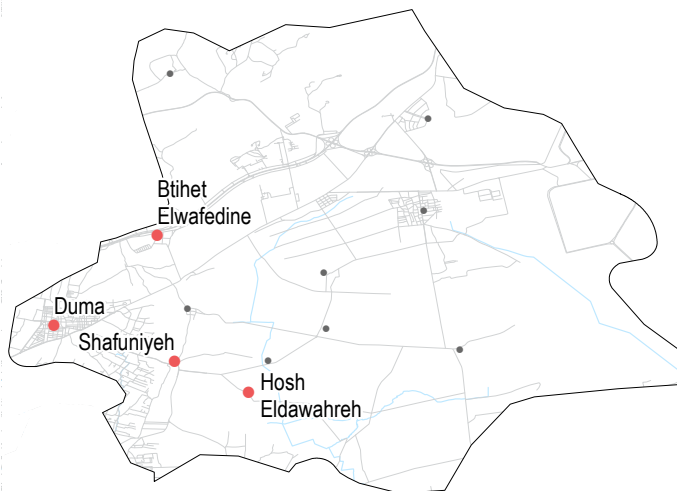 Btihet
Elwafedine
Duma
Shafuniyeh
Hosh
Eldawahreh